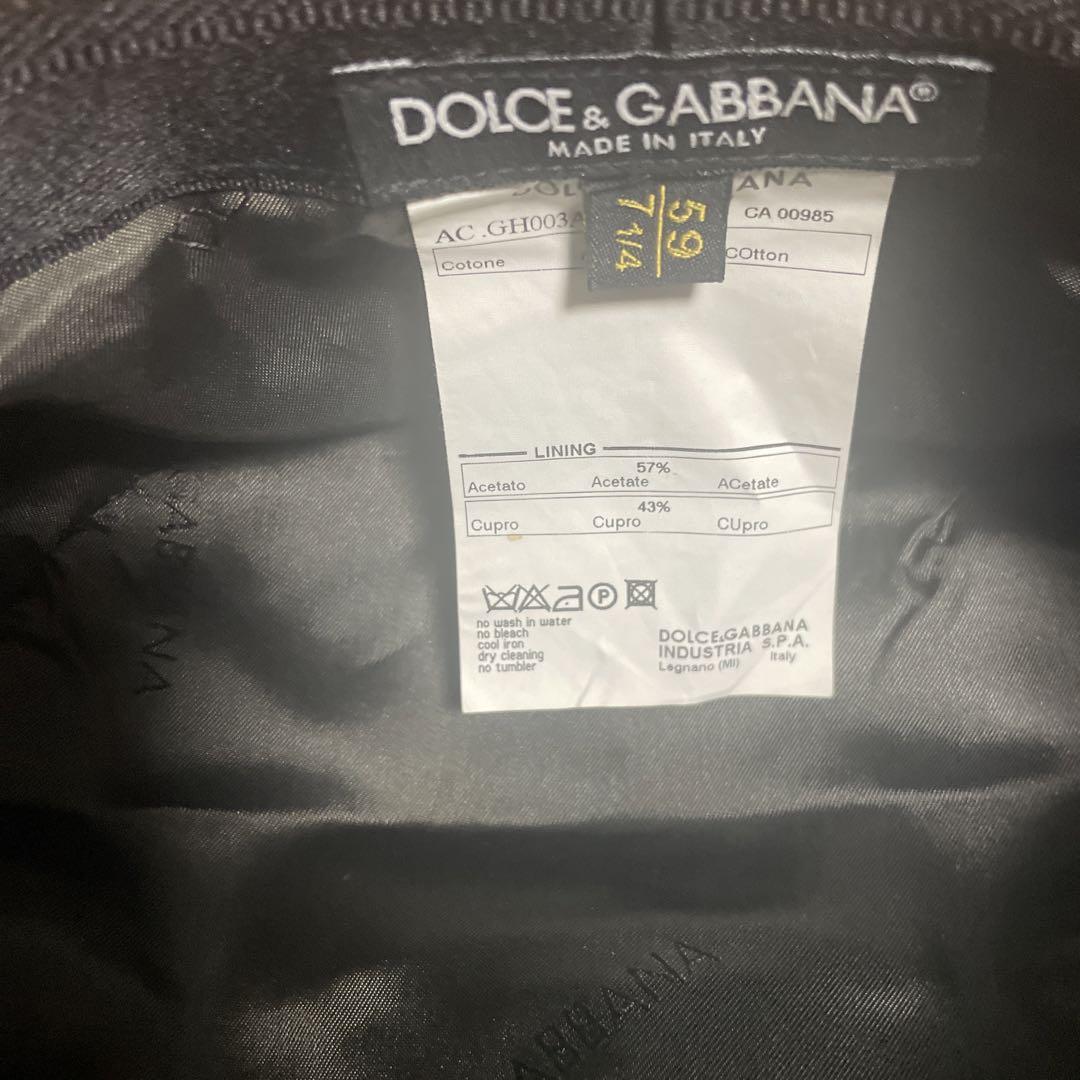 DOLCE & GABBANA®
MADE IN ITALY
59
7 1/4
AC .GH003A
CA 00985
Cotone
COtton
LINING
57%
Acetato Acetate ACetate
43%
Cupro Cupro CUpro
P
no wash in water
no bleach
cool iron
dry cleaning
no tumbler
DOLCE&GABBANA
INDUSTRIA S.P.A.
Legnano (MI) Italy